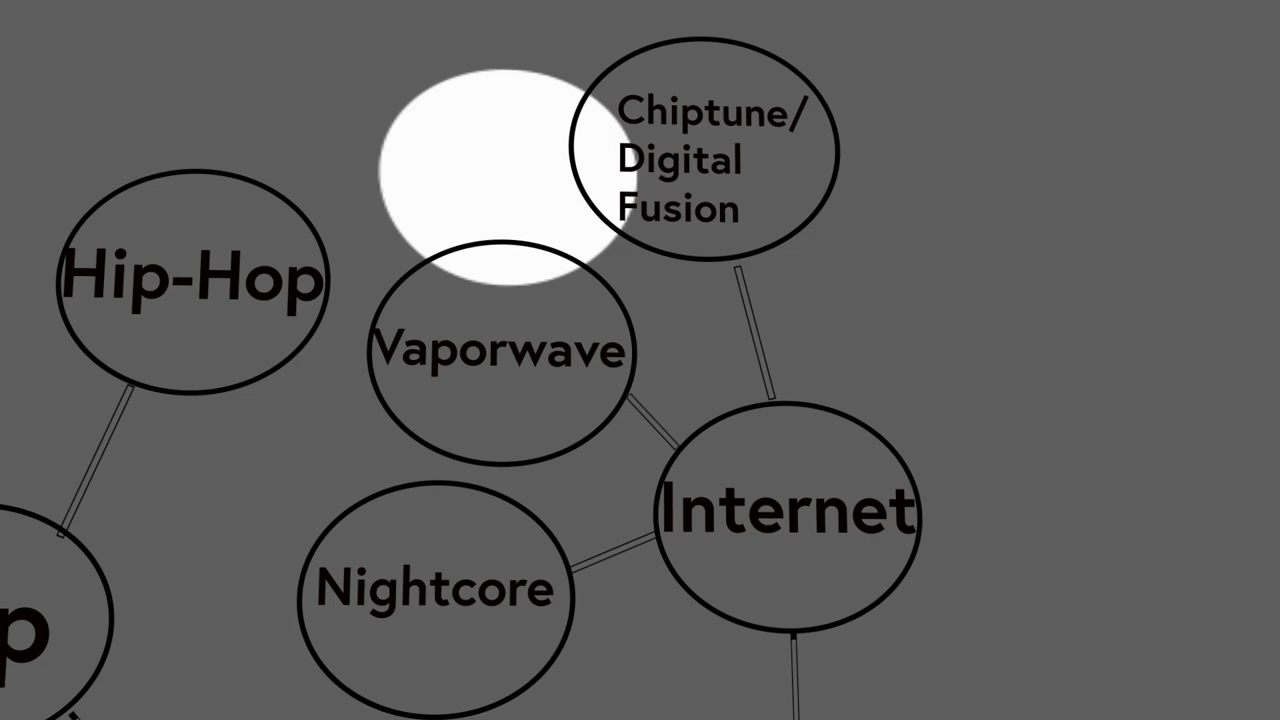 Chiptune/
Digital
Fusion
Hip-Hop
Vaporwave
Internet
Nightcore
p